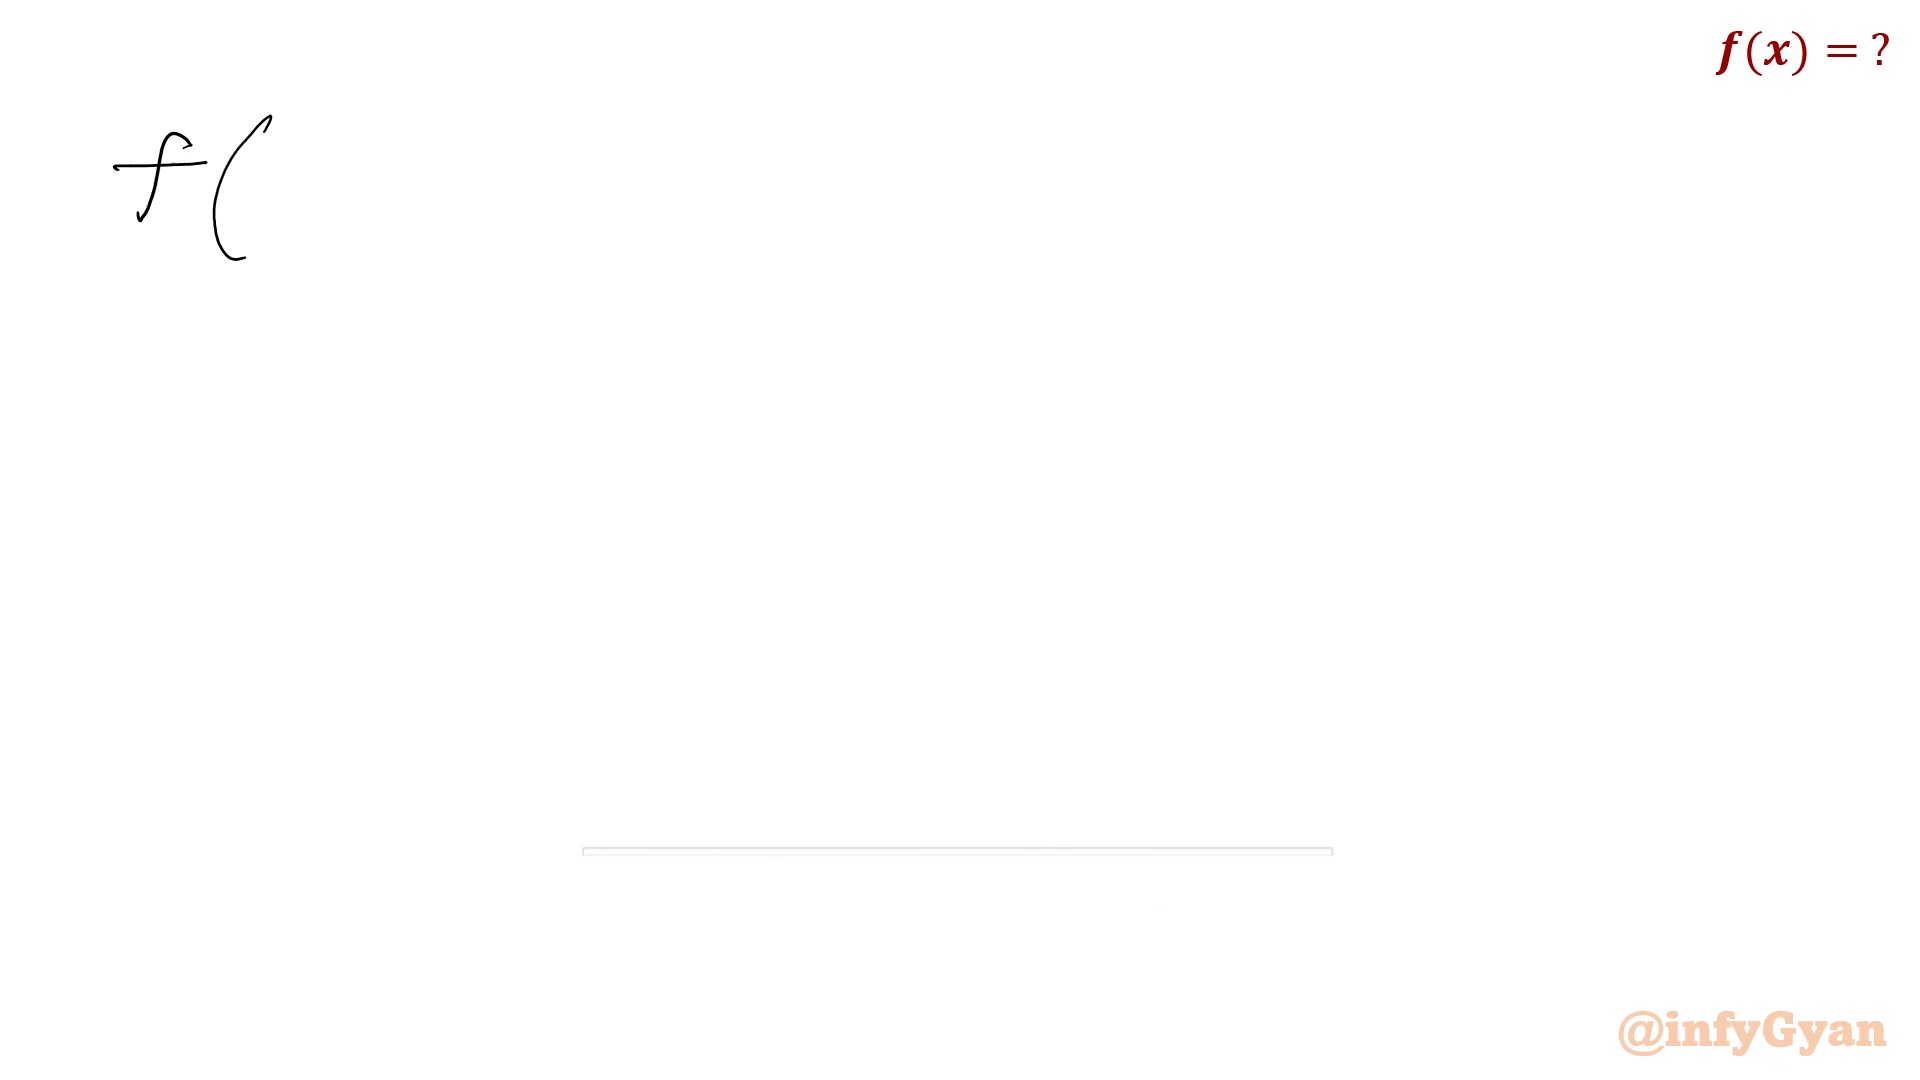 f(x) = ?
f(
@infyGyan